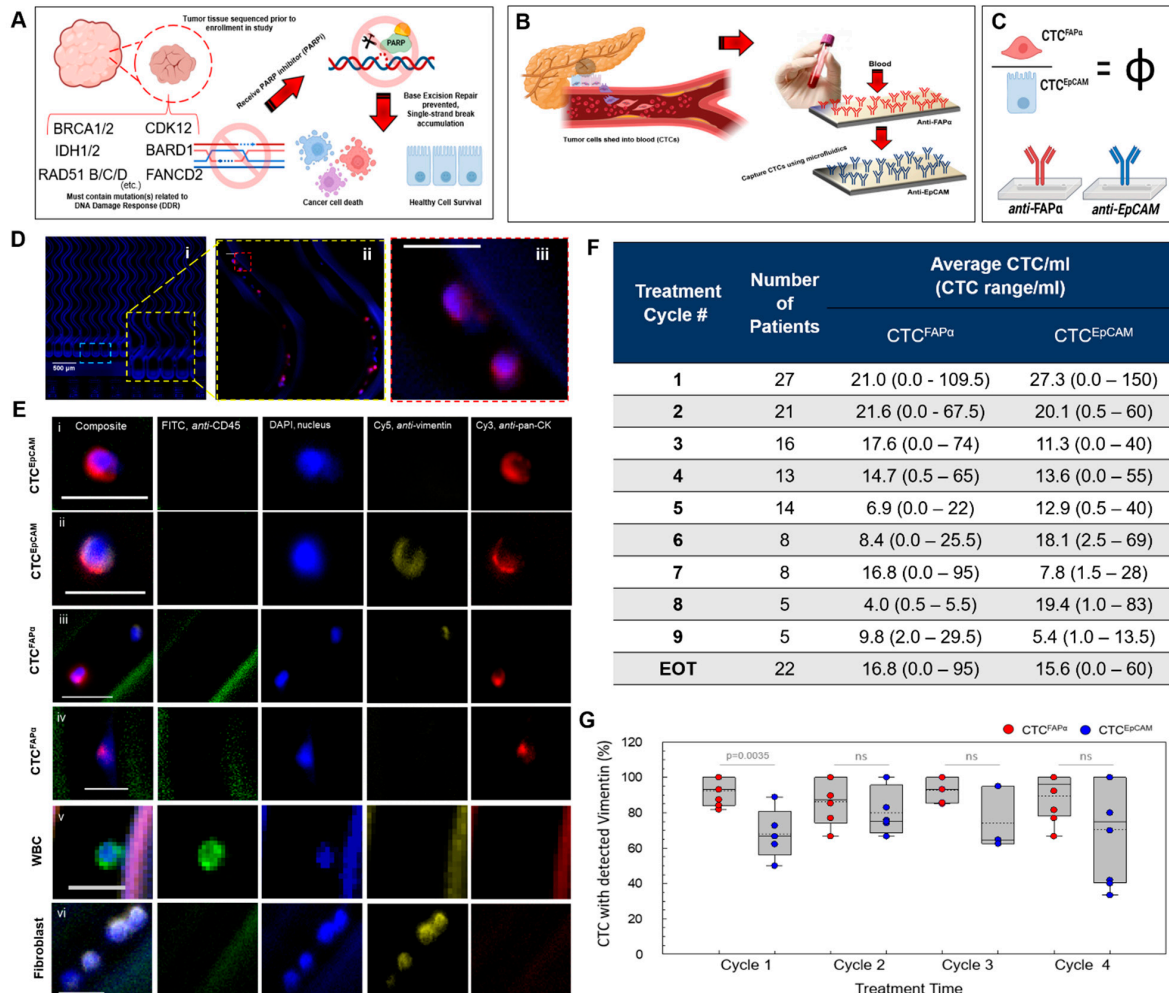 A
Tumor tissue sequenced prior to
enrollment in study
Receive PARP inhibitor (PARPi)
PARP
Base Excision Repair
prevented,
Single-strand break
accumulation
BRCA1/2 CDK12
IDH1/2 BARD1
RAD51 B/C/D FANCD2
(etc.)
Must contain mutation(s) related to
DNA Damage Response (DDR)
Cancer cell death
Healthy Cell Survival
B
Tumor cells shed into blood (CTCs)
Blood
Anti-FAPα
Capture CTCs using microfluidics
Anti-EpCAM
C
CTC^FAPα
CTC^EpCAM
= ϕ
anti-FAPα
anti-EpCAM
D
i
500 µm
ii
iii
E
i Composite FITC, anti-CD45 DAPI, nucleus Cy5, anti-vimentin Cy3, anti-pan-CK
CTC^EpCAM
ii
CTC^EpCAM
iii
CTC^FAPα
iv
CTC^FAPα
v
WBC
vi
Fibroblast
F
Treatment Cycle # Number of Patients Average CTC/ml (CTC range/ml)
CTC^FAPα CTC^EpCAM
1 27 21.0 (0.0 - 109.5) 27.3 (0.0 – 150)
2 21 21.6 (0.0 - 67.5) 20.1 (0.5 – 60)
3 16 17.6 (0.0 – 74) 11.3 (0.0 – 40)
4 13 14.7 (0.5 – 65) 13.6 (0.0 – 55)
5 14 6.9 (0.0 – 22) 12.9 (0.5 – 40)
6 8 8.4 (0.0 – 25.5) 18.1 (2.5 – 69)
7 8 16.8 (0.0 – 95) 7.8 (1.5 – 28)
8 5 4.0 (0.5 – 5.5) 19.4 (1.0 – 83)
9 5 9.8 (2.0 – 29.5) 5.4 (1.0 – 13.5)
EOT 22 16.8 (0.0 – 95) 15.6 (0.0 – 60)
G
CTC^FAPα CTC^EpCAM
CTC with detected Vimentin (%)
120
100
80
60
40
20
0
p=0.0035 ns ns ns
Cycle 1 Cycle 2 Cycle 3 Cycle 4
Treatment Time